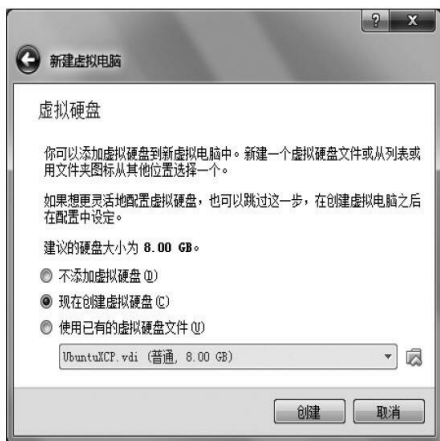 新建虚拟电脑
虚拟硬盘
你可以添加虚拟硬盘到新虚拟电脑中。新建一个虚拟硬盘文件或从列表或
用文件夹图标从其他位置选择一个。
如果想更灵活地配置虚拟硬盘，也可以跳过这一步，在创建虚拟电脑之后
在配置中设定。
建议的硬盘大小为 8.00 GB。
不添加虚拟硬盘(D)
现在创建虚拟硬盘(C)
使用已有的虚拟硬盘文件(U)
UbuntuXCP.vdi (普通, 8.00 GB)
创建 取消